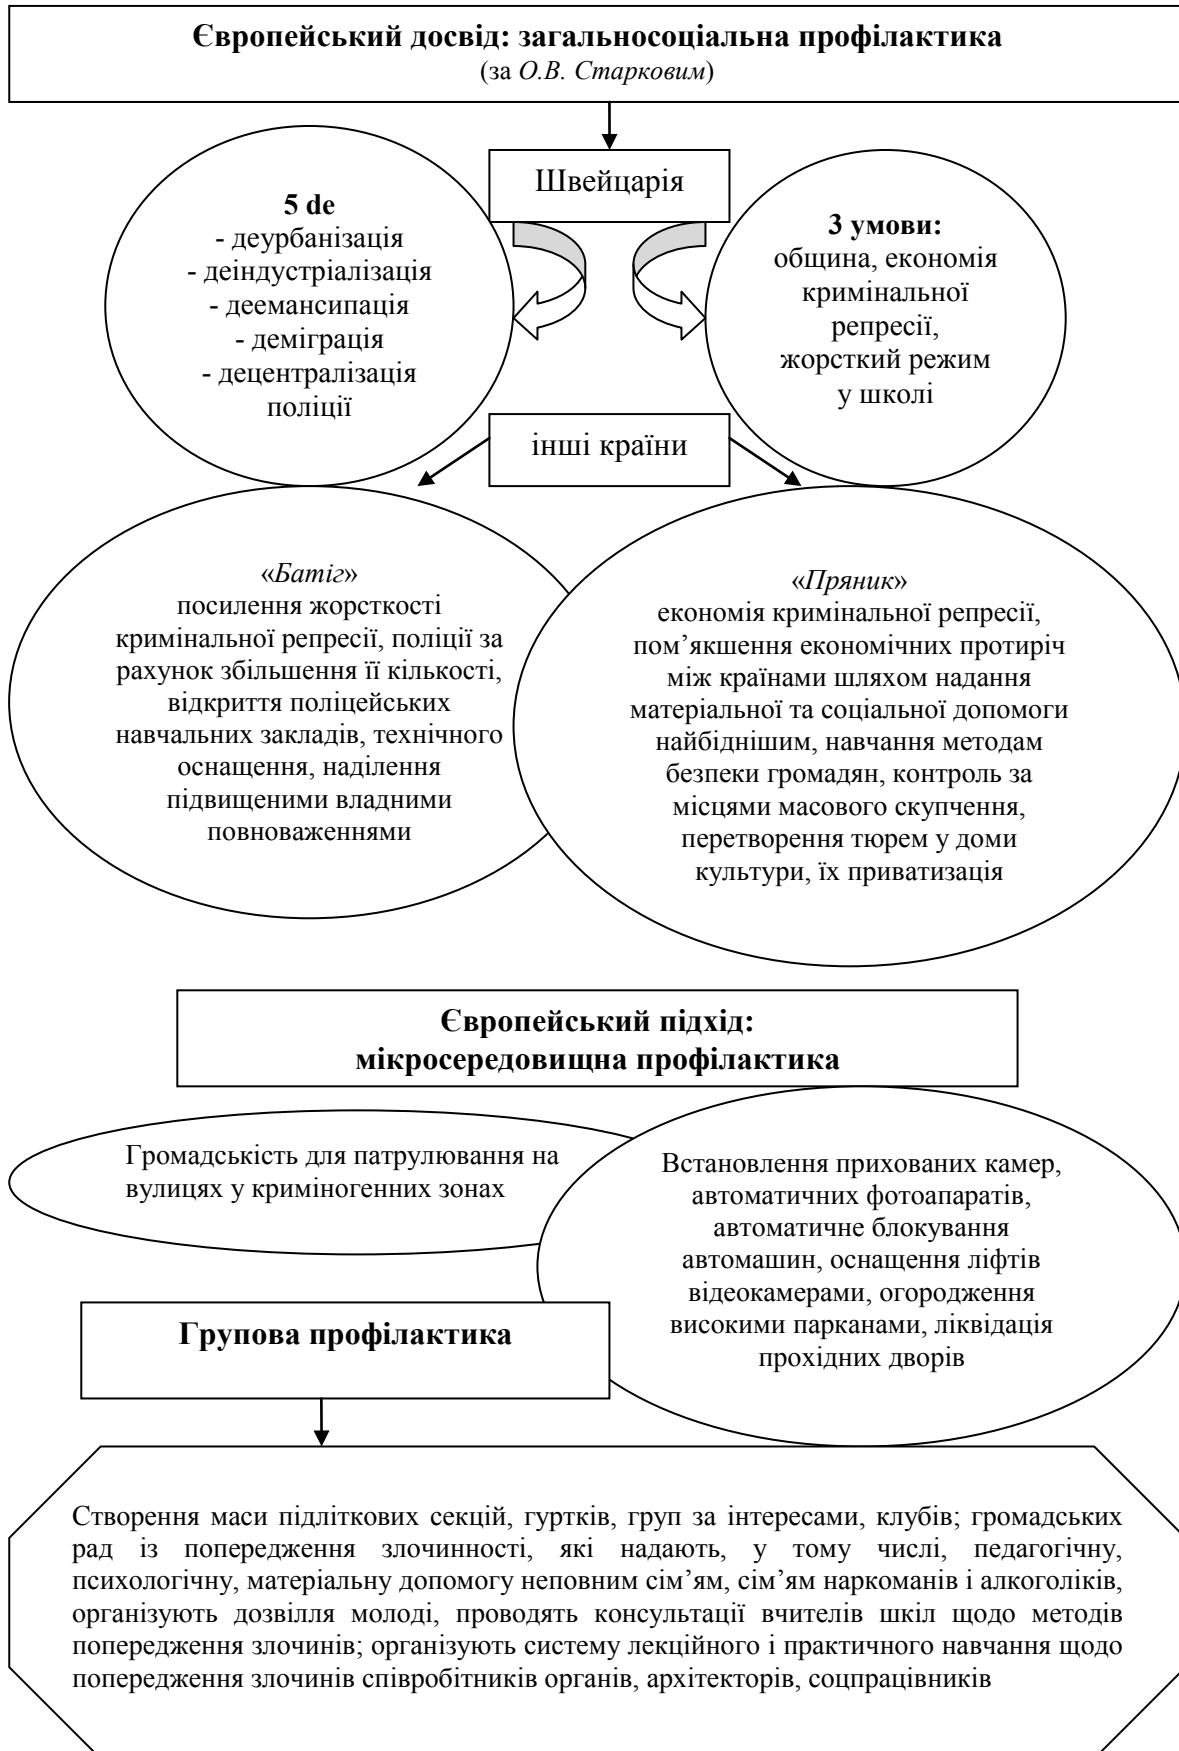 Європейський досвід: загальносоціальна профілактика
(за О.В. Старковим)
Швейцарія
5 de
- деурбанізація
- деіндустріалізація
- деемансипація
- деміграція
- децентралізація
поліції
3 умови:
община, економія
кримінальної
репресії,
жорсткий режим
у школі
інші країни
«Батіг»
посилення жорсткості
кримінальної репресії, поліції за
рахунок збільшення її кількості,
відкриття поліцейських
навчальних закладів, технічного
оснащення, наділення
підвищеними владними
повноваженнями
«Пряник»
економія кримінальної репресії,
пом’якшення економічних протиріч
між країнами шляхом надання
матеріальної та соціальної допомоги
найбіднішим, навчання методам
безпеки громадян, контроль за
місцями масового скупчення,
перетворення тюрем у доми
культури, їх приватизація
Європейський підхід:
мікросередовищна профілактика
Громадськість для патрулювання на
вулицях у криміногенних зонах
Встановлення прихованих камер,
автоматичних фотоапаратів,
автоматичне блокування
автомашин, оснащення ліфтів
відеокамерами, огородження
високими парканами, ліквідація
прохідних дворів
Групова профілактика
Створення маси підліткових секцій, гуртків, груп за інтересами, клубів; громадських
рад із попередження злочинності, які надають, у тому числі, педагогічну,
психологічну, матеріальну допомогу неповним сім’ям, сім’ям наркоманів і алкоголіків,
організують дозвілля молоді, проводять консультації вчителів шкіл щодо методів
попередження злочинів; організують систему лекційного і практичного навчання щодо
попередження злочинів співробітників органів, архітекторів, соцпрацівників